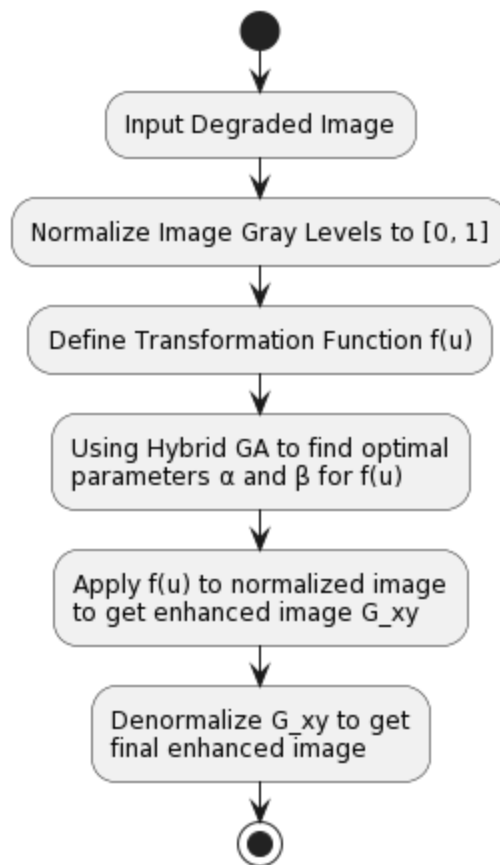 Input Degraded Image
Normalize Image Gray Levels to [0, 1]
Define Transformation Function f(u)
Using Hybrid GA to find optimal
parameters α and β for f(u)
Apply f(u) to normalized image
to get enhanced image G_xy
Denormalize G_xy to get
final enhanced image